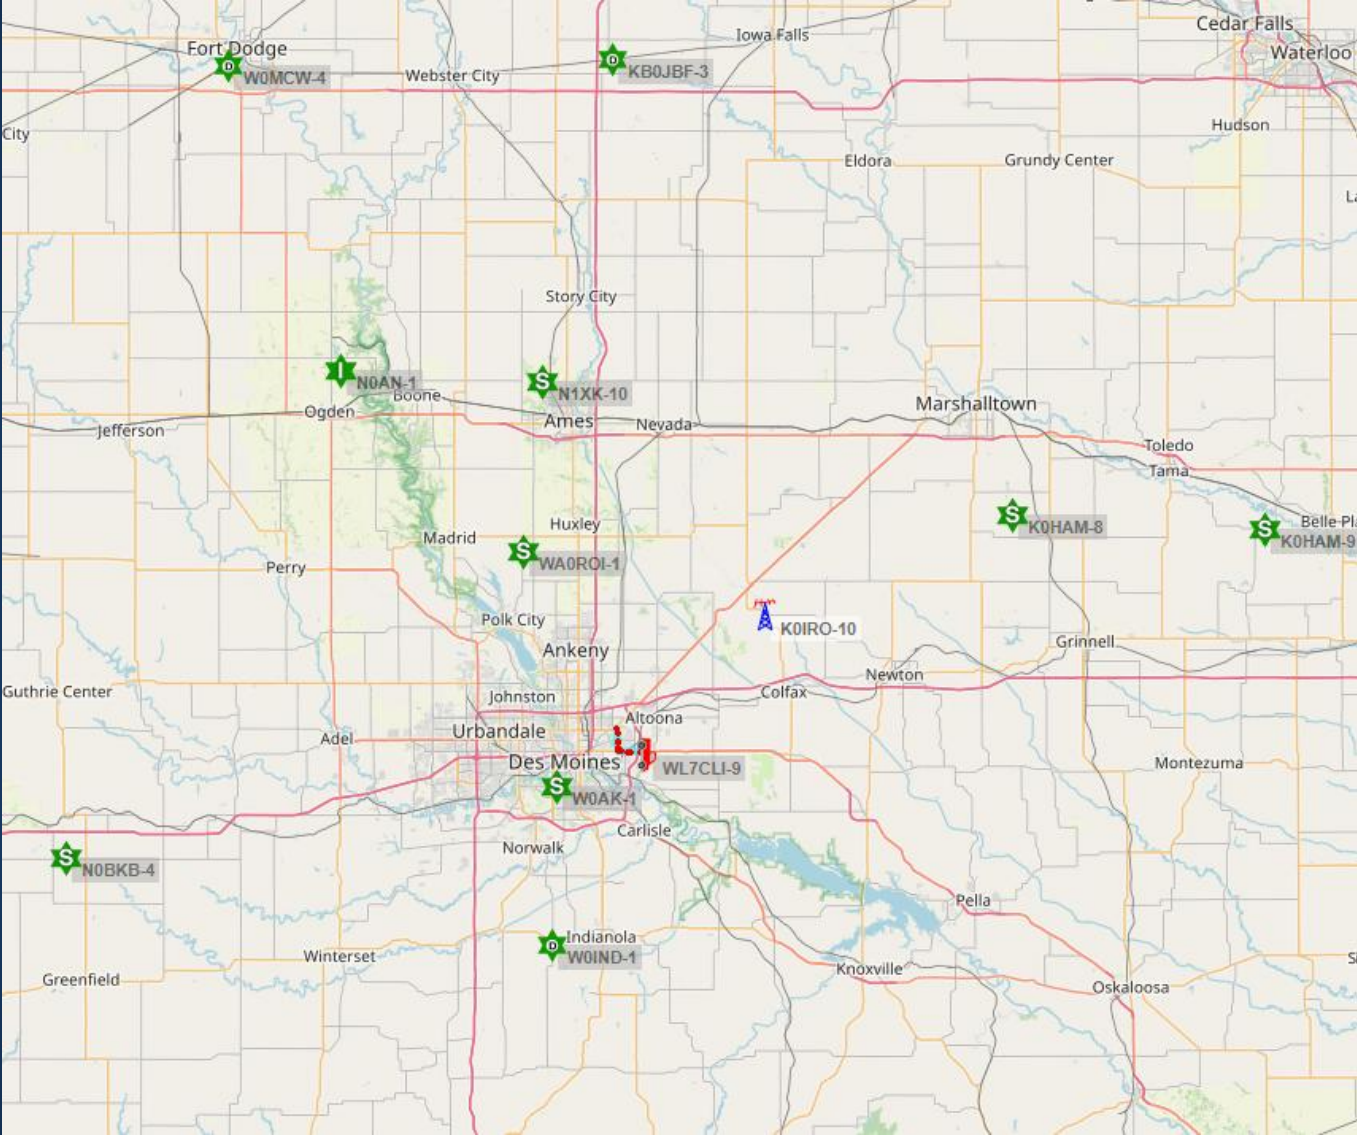 Cedar Falls
Iowa Falls
Fort Dodge
Waterloo
D
D
KB0JBF-3
W0MCW-4
Webster City
City
Hudson
Eldora
Grundy Center
Story City
I
N0AN-1
S
N1XK-10
Boone
Ogden
Marshalltown
Ames
Nevada
Jefferson
Toledo
Tama
S
K0HAM-8
Huxley
S
Belle Pl
K0HAM-9
Madrid
S
WA0ROI-1
Perry
Polk City
K0IRO-10
Grinnell
Ankeny
Newton
Guthrie Center
Johnston
Colfax
Altoona
Urbandale
Adel
Des Moines
Montezuma
WL7CLI-9
S
W0AK-1
Carlisle
Norwalk
S
N0BKB-4
Pella
Indianola
D
W0IND-1
Winterset
Knoxville
Greenfield
Oskaloosa